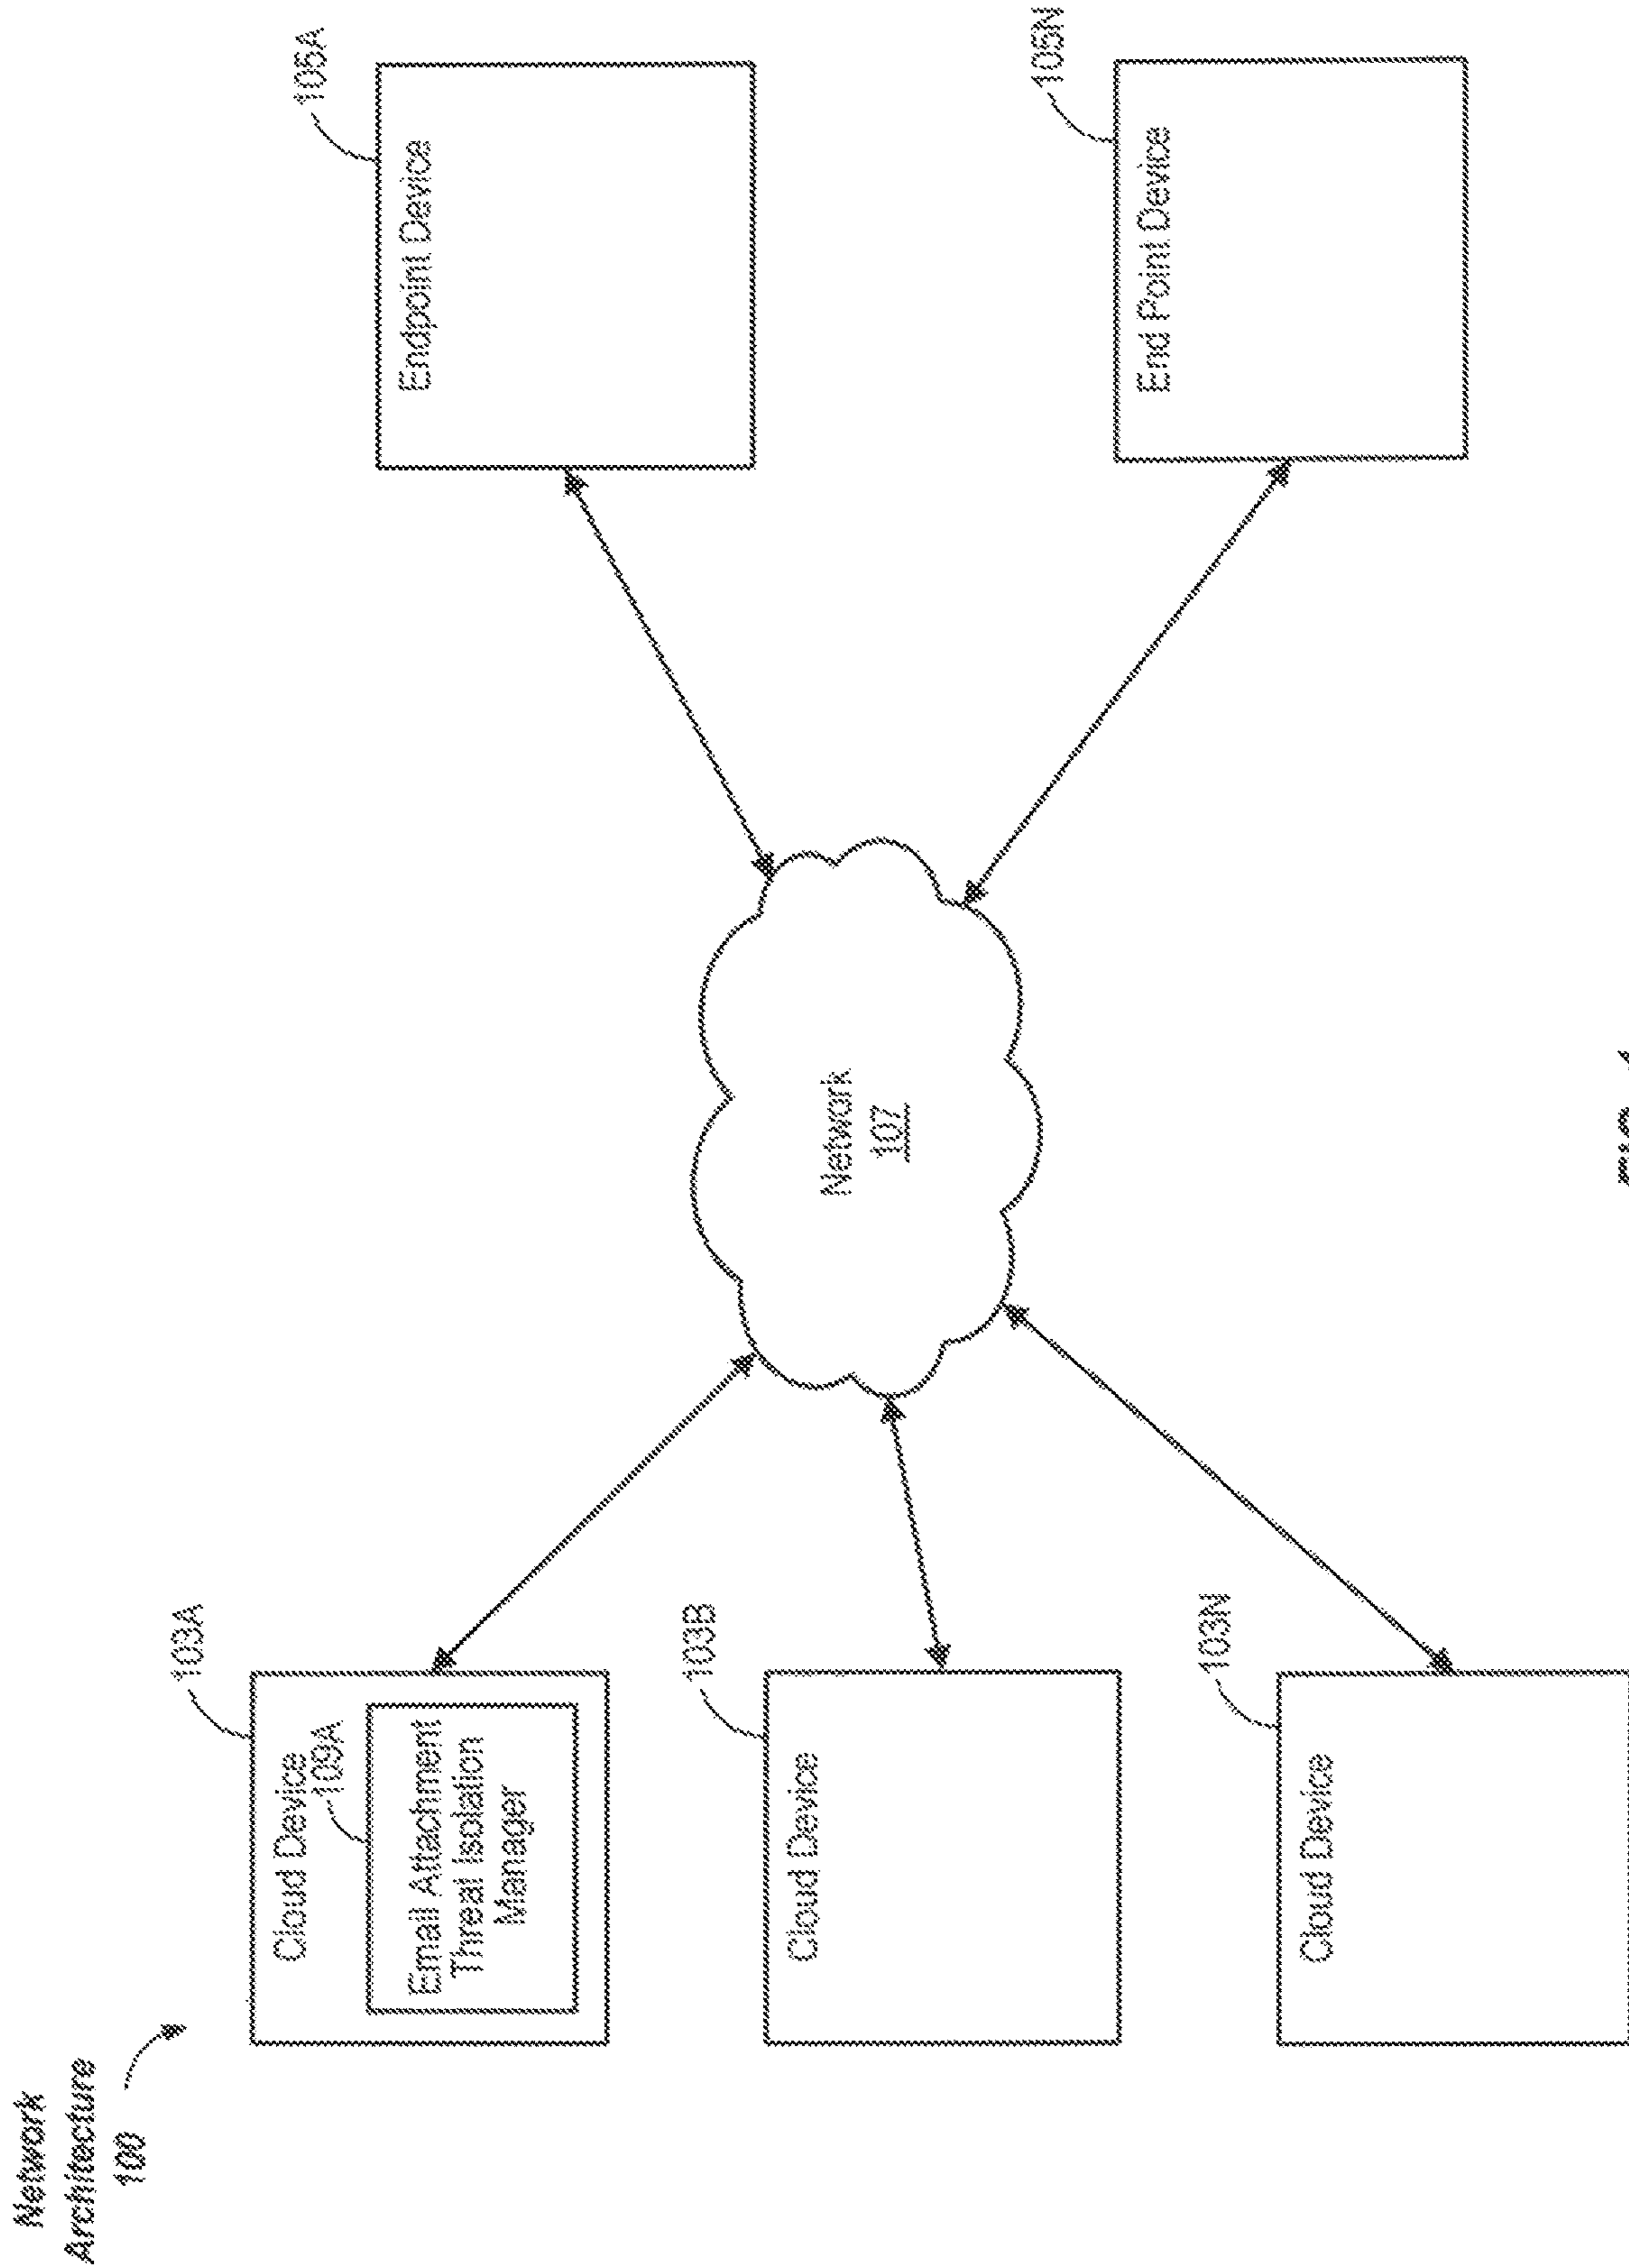 Network
Architecture
100
Cloud Device
103A
109A
Email Attachment
Threat Isolation
Manager
Cloud Device
103B
Cloud Device
103N
Network
107
Endpoint Device
105A
End Point Device
105N